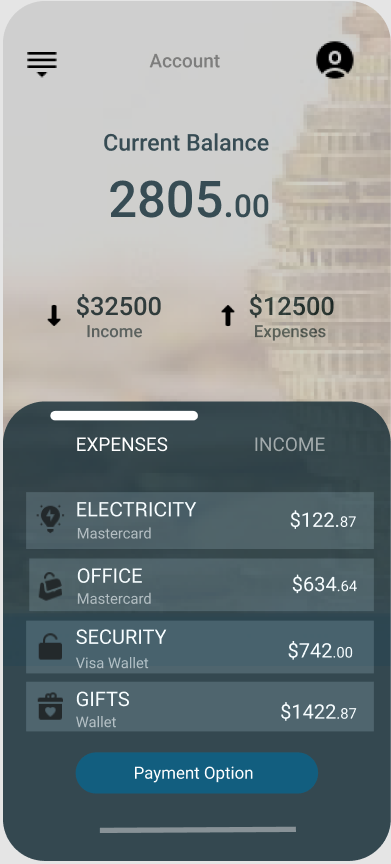 Account
Current Balance
2805.00
$32500 $12500
Income Expenses
EXPENSES INCOME
ELECTRICITY
Mastercard
$122.87
OFFICE
Mastercard
$634.64
SECURITY
Visa Wallet
$742.00
GIFTS
Wallet
$1422.87
Payment Option